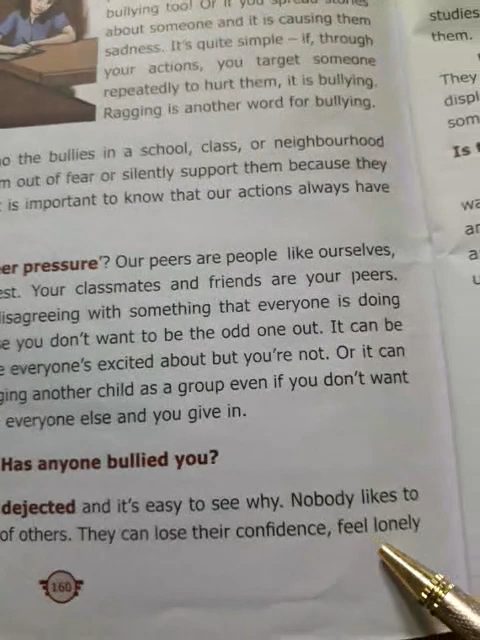 bullying too! Or if you spread stories
about someone and it is causing them
sadness. It's quite simple – if, through
your actions, you target someone
repeatedly to hurt them, it is bullying.
Ragging is another word for bullying.
the bullies in a school, class, or neighbourhood
out of fear or silently support them because they
is important to know that our actions always have
er pressure'? Our peers are people like ourselves,
est. Your classmates and friends are your peers.
isagreeing with something that everyone is doing
e you don't want to be the odd one out. It can be
e everyone's excited about but you're not. Or it can
ging another child as a group even if you don't want
everyone else and you give in.
Has anyone bullied you?
dejected and it's easy to see why. Nobody likes to
of others. They can lose their confidence, feel lonely
160
studies
them.
They
displ
som
Is t
wa
ar
a
u